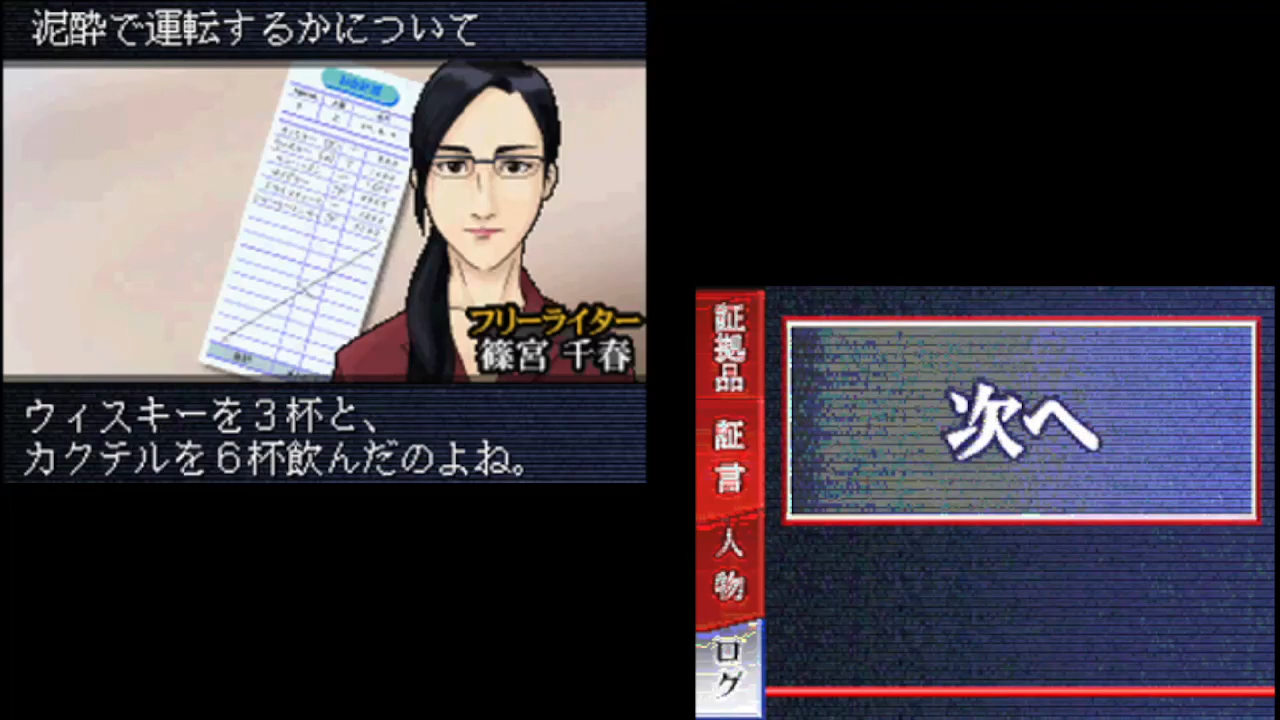 泥酔で運転するかについて
フリーライター
篠宮 千春
ウィスキーを３杯と、
カクテルを６杯飲んだのよね。
証拠品
証言
人物
ログ
次へ